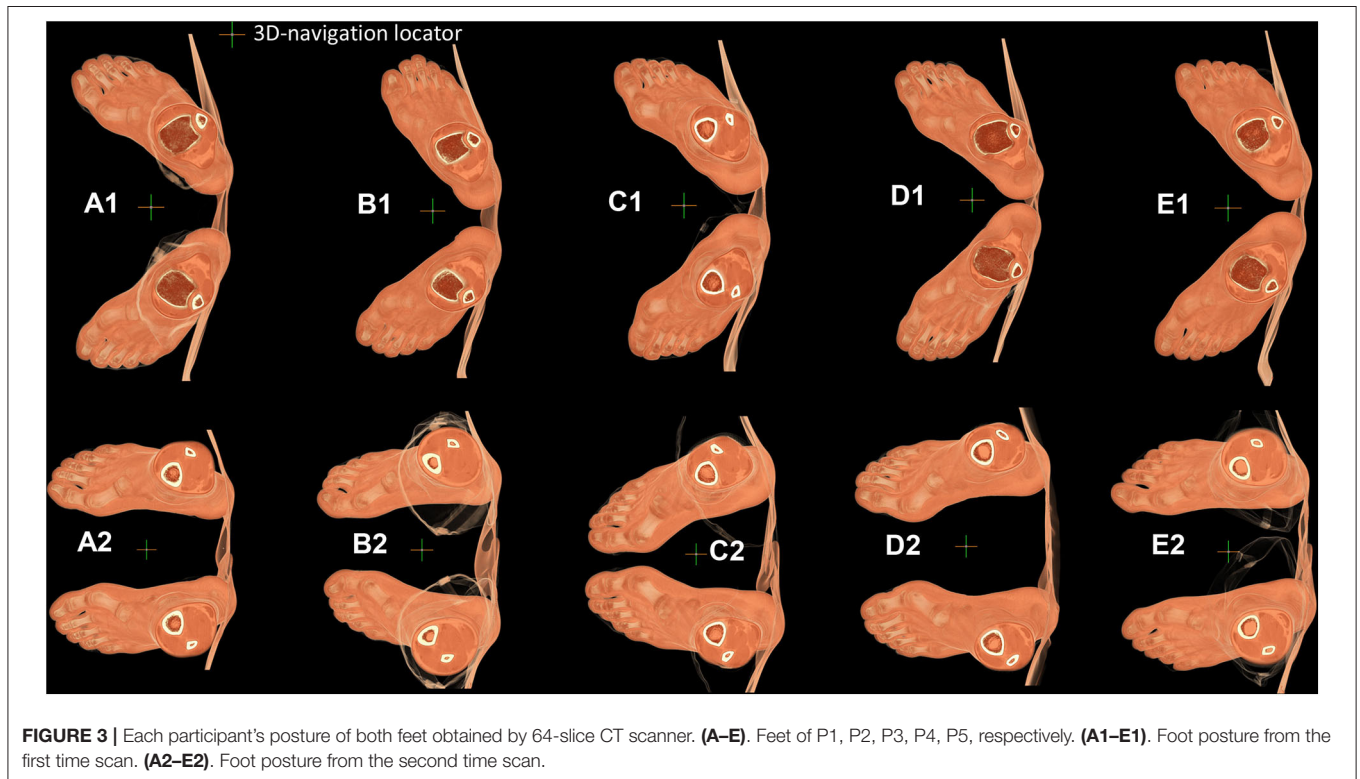 3D-navigation locator
A1
B1
C1
D1
E1
A2
B2
C2
D2
E2
FIGURE 3 | Each participant's posture of both feet obtained by 64-slice CT scanner. (A–E). Feet of P1, P2, P3, P4, P5, respectively. (A1–E1). Foot posture from the
first time scan. (A2–E2). Foot posture from the second time scan.